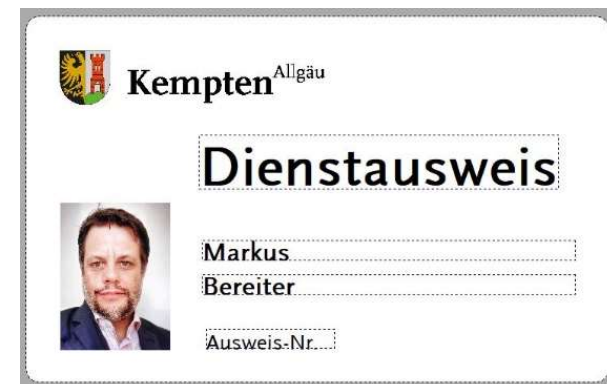 Kempten Allgäu
Dienstausweis
Markus
Bereiter
Ausweis-Nr.